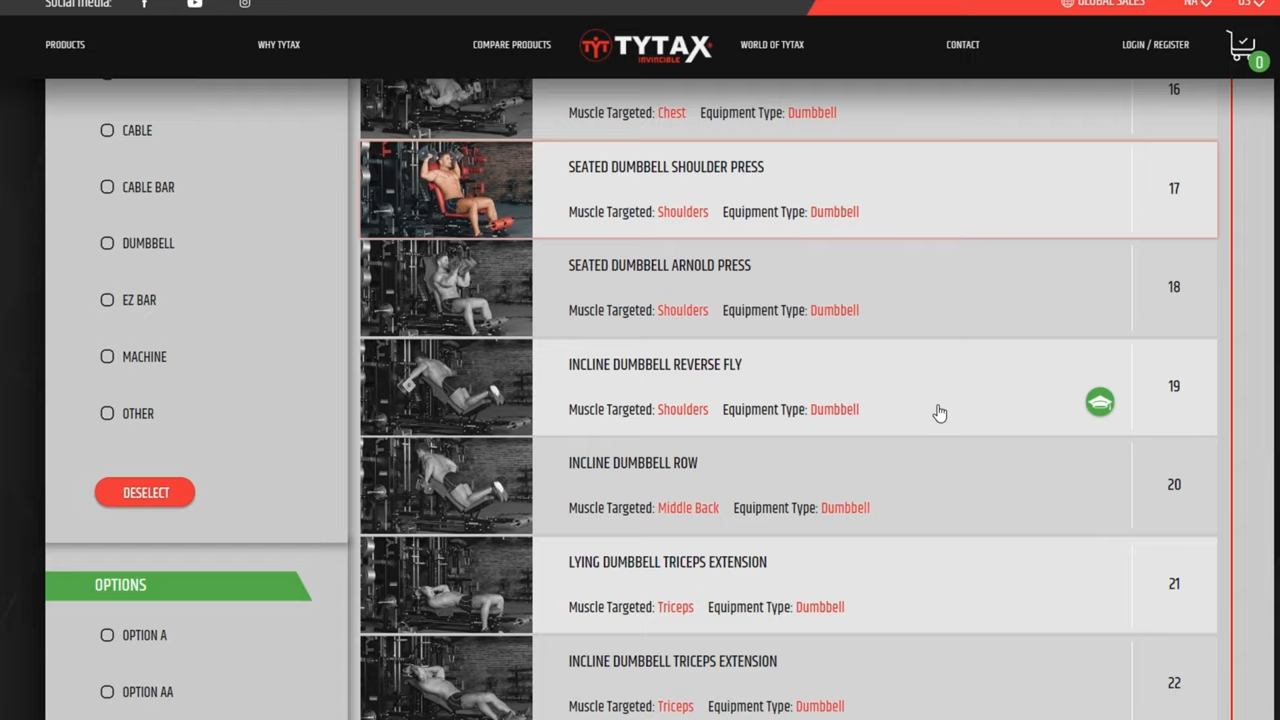 Social media:
GLOBAL SALES
NA
US
PRODUCTS
WHY TYTAX
COMPARE PRODUCTS
TYTAX
INVINCIBLE
WORLD OF TYTAX
CONTACT
LOGIN / REGISTER
0
CABLE
CABLE BAR
DUMBBELL
EZ BAR
MACHINE
OTHER
DESELECT
OPTIONS
OPTION A
OPTION AA
16
Muscle Targeted: Chest Equipment Type: Dumbbell
SEATED DUMBBELL SHOULDER PRESS
17
Muscle Targeted: Shoulders Equipment Type: Dumbbell
SEATED DUMBBELL ARNOLD PRESS
18
Muscle Targeted: Shoulders Equipment Type: Dumbbell
INCLINE DUMBBELL REVERSE FLY
19
Muscle Targeted: Shoulders Equipment Type: Dumbbell
INCLINE DUMBBELL ROW
20
Muscle Targeted: Middle Back Equipment Type: Dumbbell
LYING DUMBBELL TRICEPS EXTENSION
21
Muscle Targeted: Triceps Equipment Type: Dumbbell
INCLINE DUMBBELL TRICEPS EXTENSION
22
Muscle Targeted: Triceps Equipment Type: Dumbbell